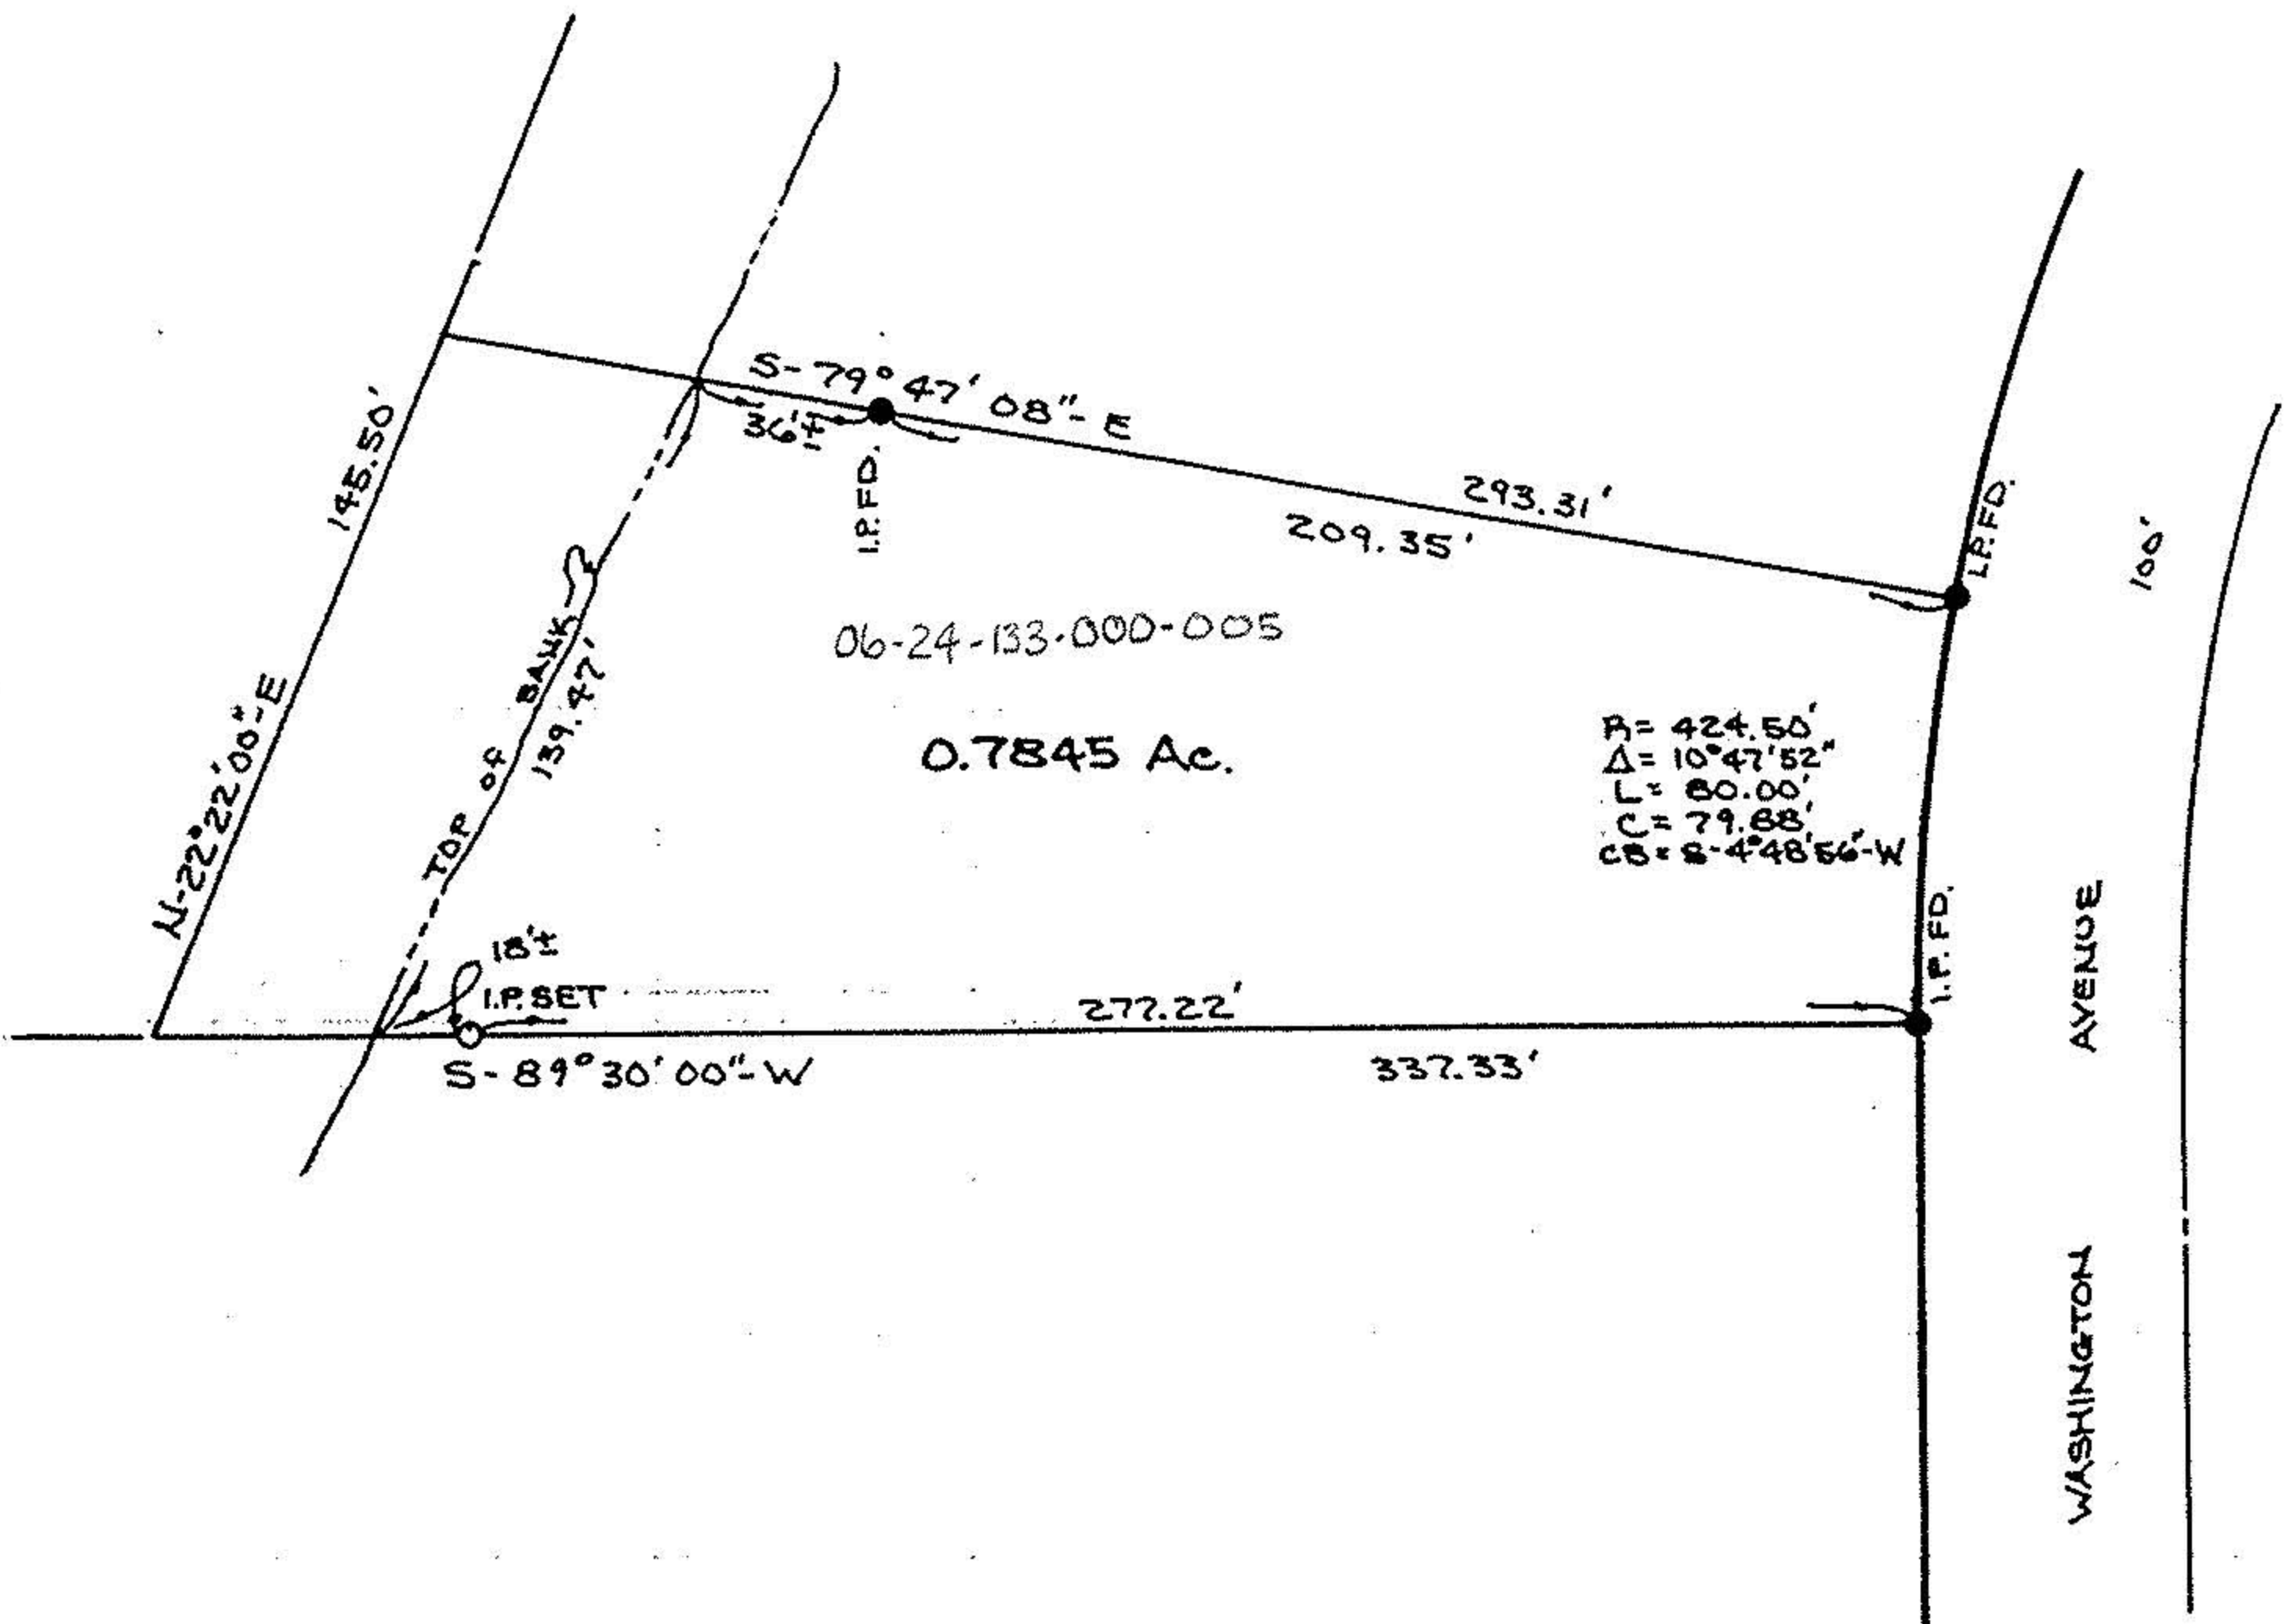 145.50'
N-22°22'00"-E
S-79°47'08"-E
36'±
I.P.FD.
293.31'
209.35'
I.P.FD.
100'
TOP OF BANK
139.47'
06-24-133-000-005
0.7845 Ac.
R= 424.50'
Δ= 10°47'52"
L= 80.00'
C= 79.88'
CB= S-4°48'56"-W
I.P.FD.
18'±
I.P.SET
277.22'
S-89°30'00"-W
337.33'
WASHINGTON AVENUE